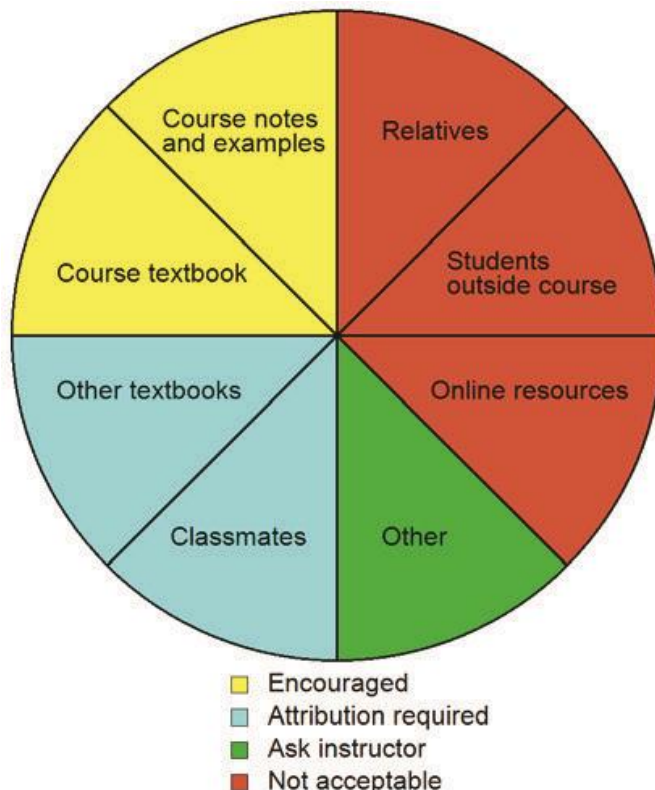 Course notes
and examples
Relatives
Course textbook
Students
outside course
Other textbooks
Online resources
Classmates
Other
Encouraged
Attribution required
Ask instructor
Not acceptable